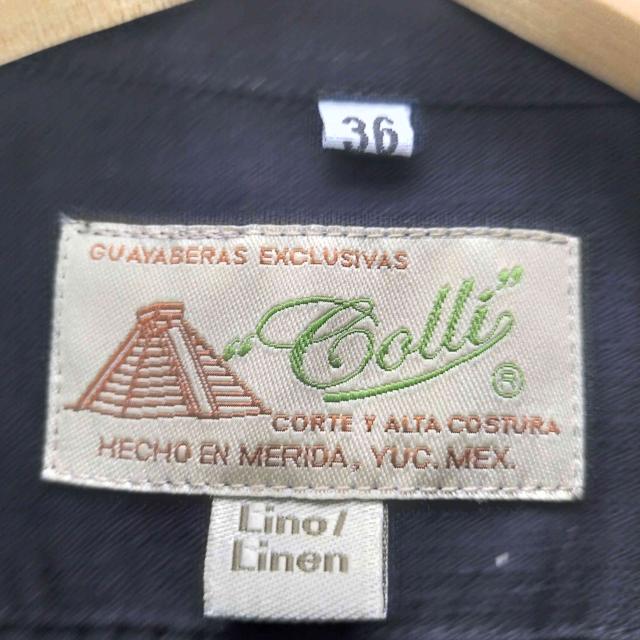 36
GUAYABERAS EXCLUSIVAS
"Colli"®
CORTE Y ALTA COSTURA
HECHO EN MERIDA, YUC. MEX.
Lino/
Linen